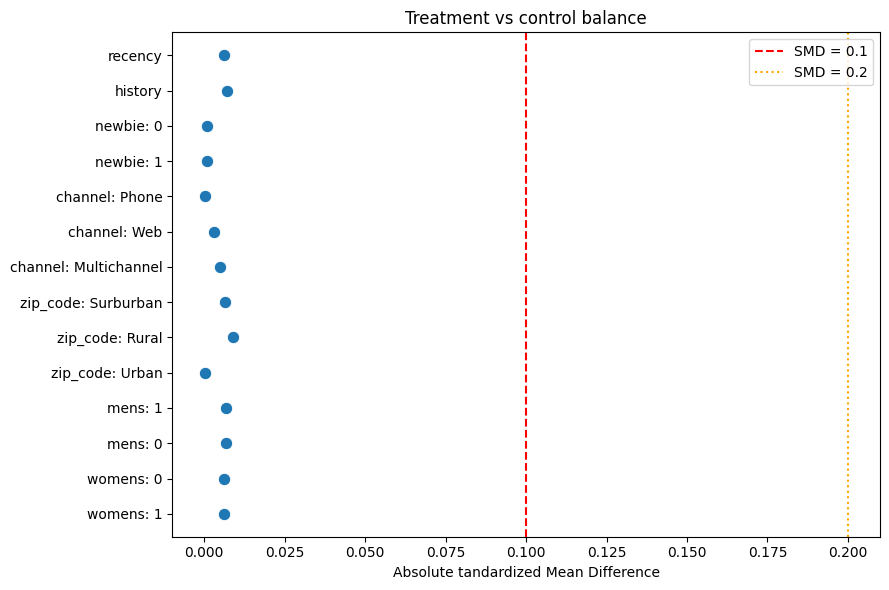 Treatment vs control balance
SMD = 0.1
SMD = 0.2
recency
history
newbie: 0
newbie: 1
channel: Phone
channel: Web
channel: Multichannel
zip_code: Surburban
zip_code: Rural
zip_code: Urban
mens: 1
mens: 0
womens: 0
womens: 1
0.000 0.025 0.050 0.075 0.100 0.125 0.150 0.175 0.200
Absolute tandardized Mean Difference